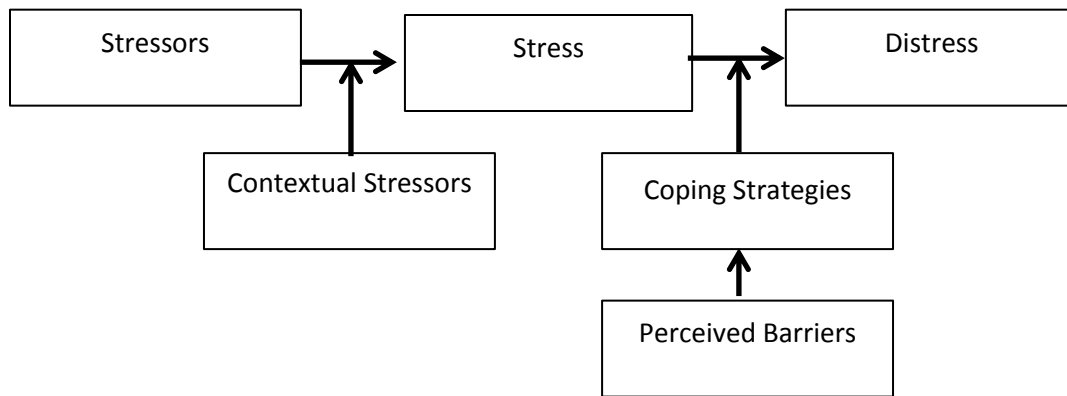 Stressors
Stress
Distress
Contextual Stressors
Coping Strategies
Perceived Barriers